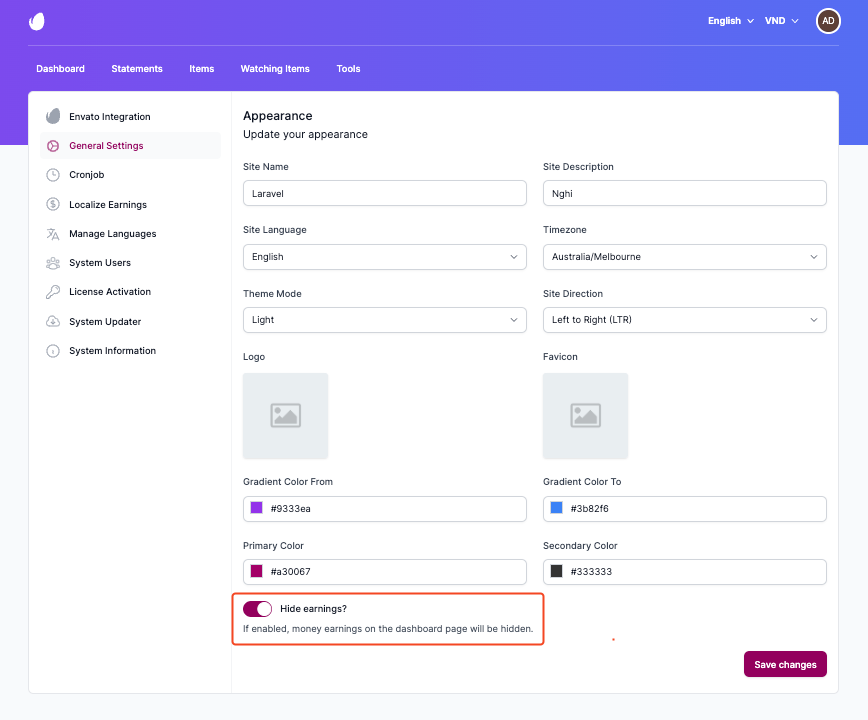 English VND AD
Dashboard Statements Items Watching Items Tools
Envato Integration
General Settings
Cronjob
Localize Earnings
Manage Languages
System Users
License Activation
System Updater
System Information
Appearance
Update your appearance
Site Name Site Description
Laravel Nghi
Site Language Timezone
English Australia/Melbourne
Theme Mode Site Direction
Light Left to Right (LTR)
Logo Favicon
Gradient Color From Gradient Color To
#9333ea #3b82f6
Primary Color Secondary Color
#a30067 #333333
Hide earnings?
If enabled, money earnings on the dashboard page will be hidden.
Save changes